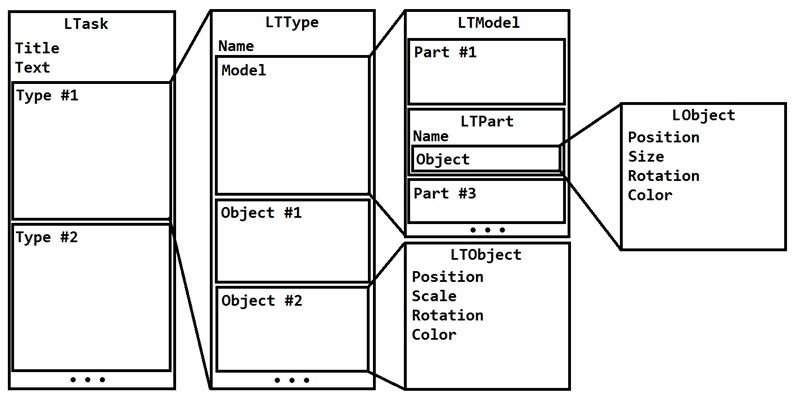 LTask
Title
Text
Type #1
Type #2
• • •
LTType
Name
Model
Object #1
Object #2
• • •
LTModel
Part #1
LTPart
Name
Object
Part #3
• • •
LTObject
Position
Scale
Rotation
Color
LObject
Position
Size
Rotation
Color